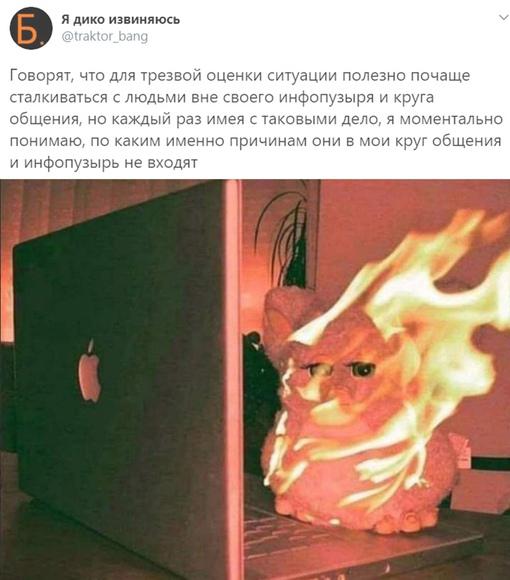 Б.
Я дико извиняюсь
@traktor_bang
Говорят, что для трезвой оценки ситуации полезно почаще
сталкиваться с людьми вне своего инфопузыря и круга
общения, но каждый раз имея с таковыми дело, я моментально
понимаю, по каким именно причинам они в мои круг общения
и инфопузырь не входят